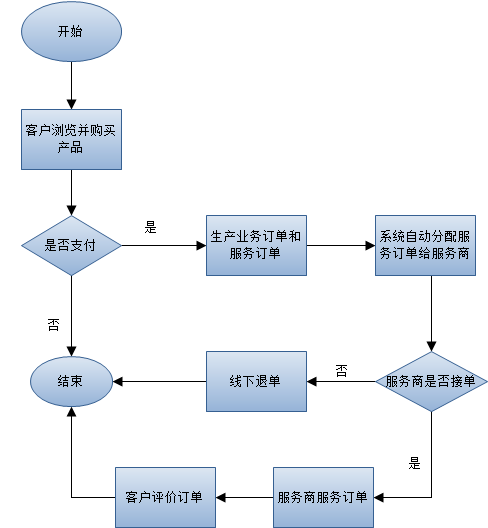 开始
客户浏览并购买
产品
是否支付
是
生产业务订单和
服务订单
系统自动分配服
务订单给服务商
否
结束
线下退单
否
服务商是否接单
是
客户评价订单
服务商服务订单